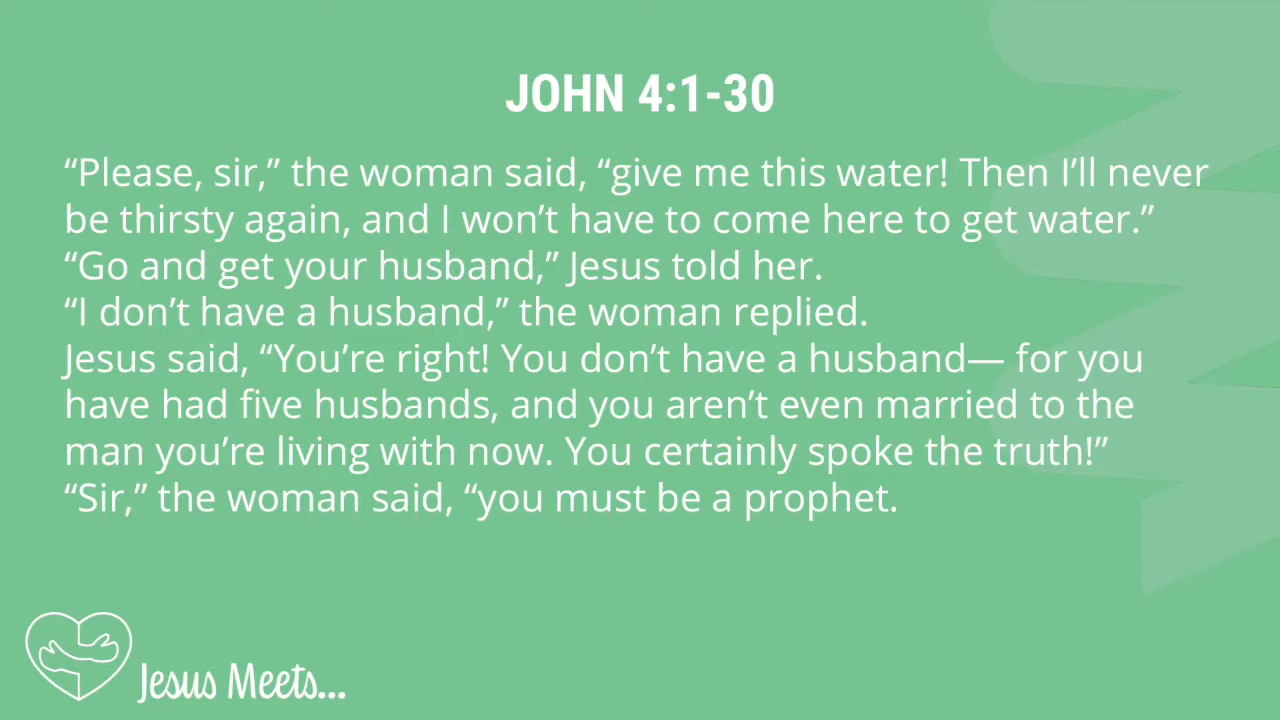 JOHN 4:1-30
“Please, sir,” the woman said, “give me this water! Then I’ll never
be thirsty again, and I won’t have to come here to get water.”
“Go and get your husband,” Jesus told her.
“I don’t have a husband,” the woman replied.
Jesus said, “You’re right! You don’t have a husband— for you
have had five husbands, and you aren’t even married to the
man you’re living with now. You certainly spoke the truth!”
“Sir,” the woman said, “you must be a prophet.
Jesus Meets...